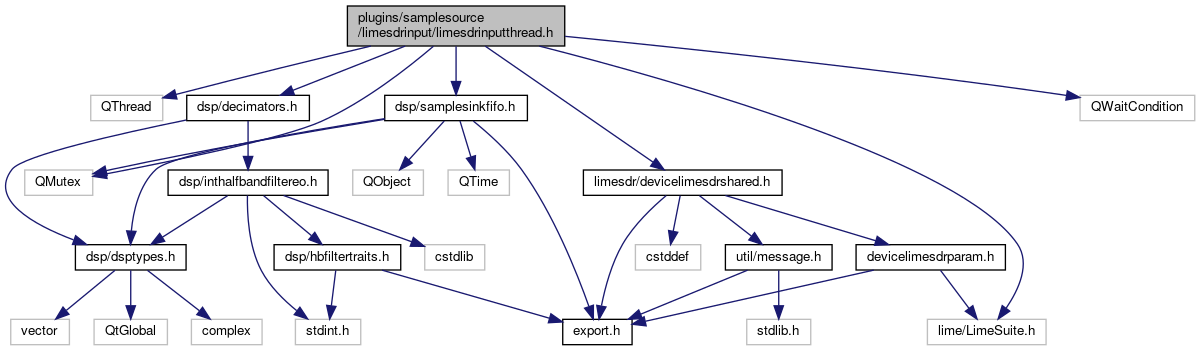 plugins/samplesource
/limesdrinput/limesdrinputthread.h
QThread
dsp/decimators.h
dsp/samplesinkfifo.h
QWaitCondition
QMutex
dsp/inthalfbandfiltereo.h
QObject
QTime
limesdr/devicelimesdrshared.h
dsp/dsptypes.h
dsp/hbfiltertraits.h
cstdlib
cstddef
util/message.h
devicelimesdrparam.h
vector
QtGlobal
complex
stdint.h
export.h
stdlib.h
lime/LimeSuite.h